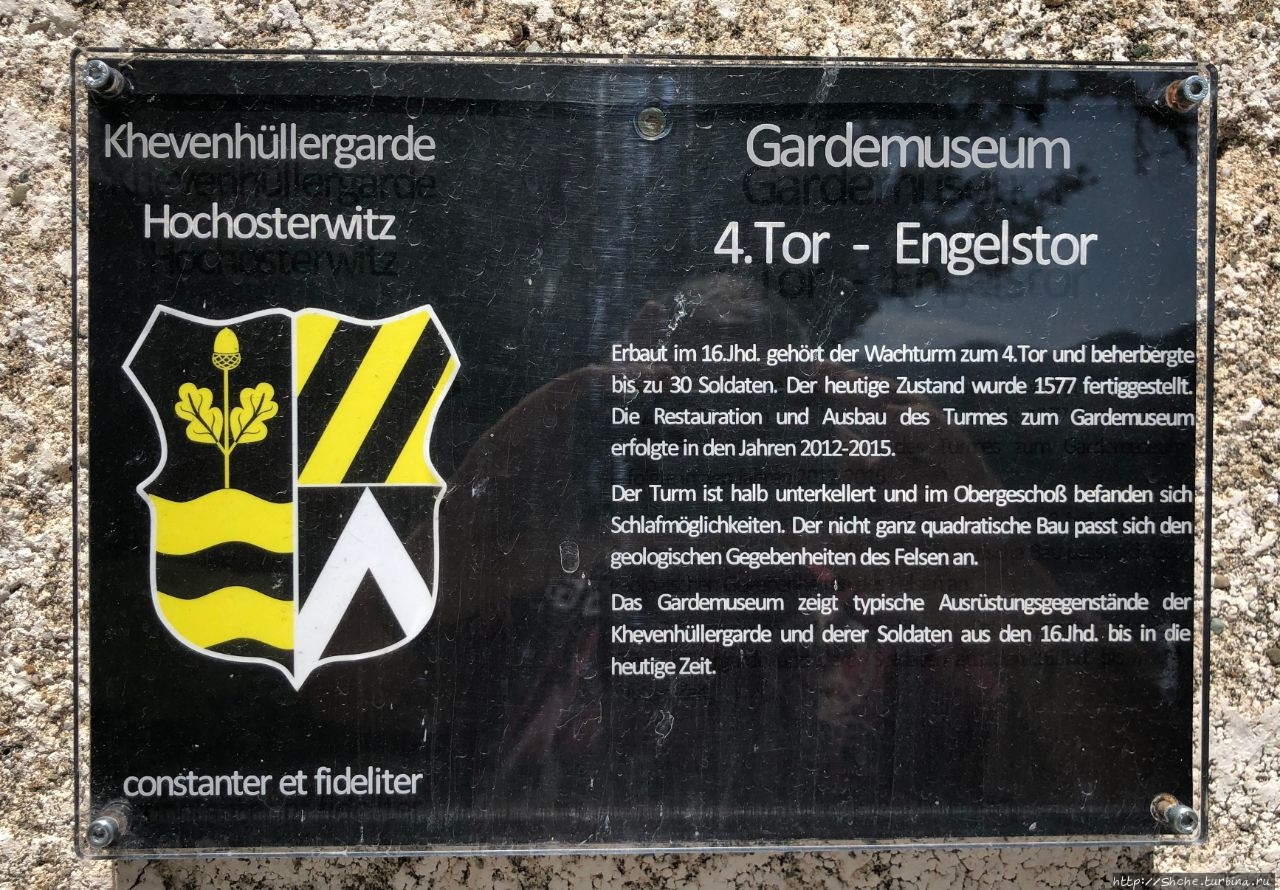 Khevenhüllergarde
Hochosterwitz
constanter et fideliter
Gardemuseum
4.Tor - Engelstor
Erbaut im 16.Jhd. gehört der Wachturm zum 4.Tor und beherbergte
bis zu 30 Soldaten. Der heutige Zustand wurde 1577 fertiggestellt.
Die Restauration und Ausbau des Turmes zum Gardemuseum
erfolgte in den Jahren 2012-2015.
Der Turm ist halb unterkellert und im Obergeschoß befanden sich
Schlafmöglichkeiten. Der nicht ganz quadratische Bau passt sich den
geologischen Gegebenheiten des Felsen an.
Das Gardemuseum zeigt typische Ausrüstungsgegenstände der
Khevenhüllergarde und derer Soldaten aus den 16.Jhd. bis in die
heutige Zeit.
http://Shche.turbina.ru